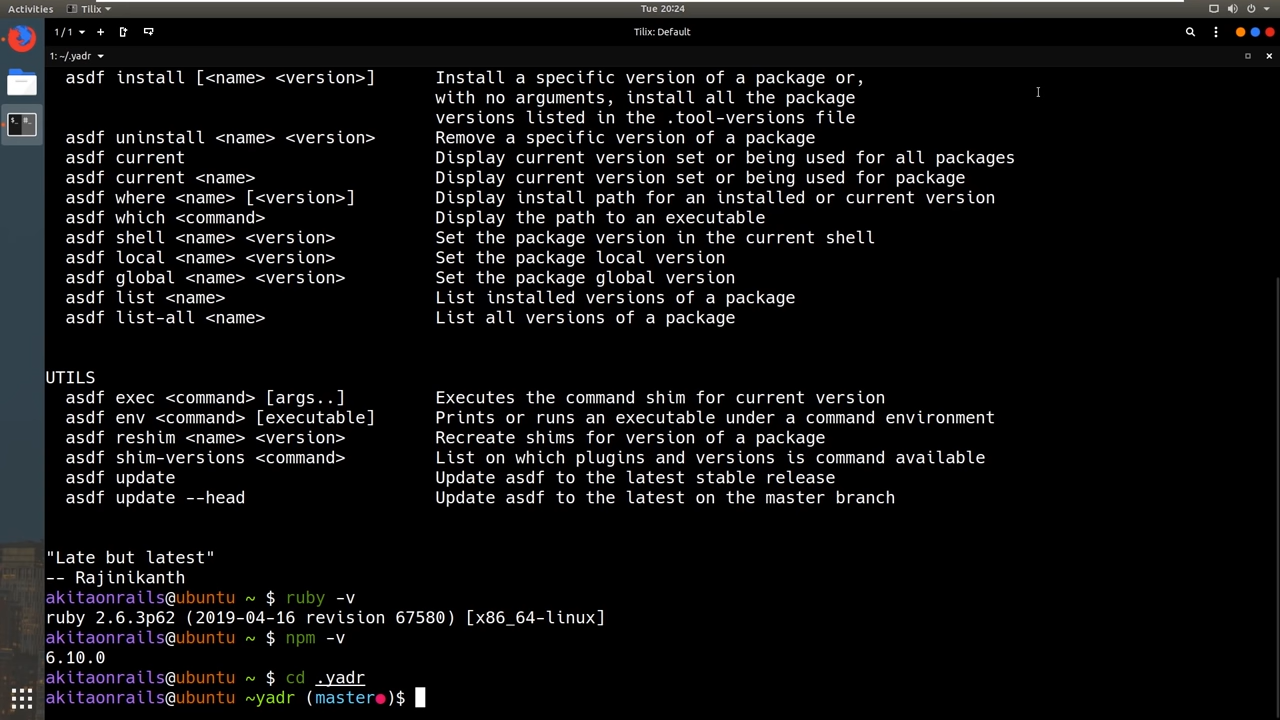 Activities Tilix Tue 20:24
1/1 Tilix: Default
1: ~/.yadr
asdf install [<name> <version>] Install a specific version of a package or,
with no arguments, install all the package
versions listed in the .tool-versions file
asdf uninstall <name> <version> Remove a specific version of a package
asdf current Display current version set or being used for all packages
asdf current <name> Display current version set or being used for package
asdf where <name> [<version>] Display install path for an installed or current version
asdf which <command> Display the path to an executable
asdf shell <name> <version> Set the package version in the current shell
asdf local <name> <version> Set the package local version
asdf global <name> <version> Set the package global version
asdf list <name> List installed versions of a package
asdf list-all <name> List all versions of a package
UTILS
asdf exec <command> [args..] Executes the command shim for current version
asdf env <command> [executable] Prints or runs an executable under a command environment
asdf reshim <name> <version> Recreate shims for version of a package
asdf shim-versions <command> List on which plugins and versions is command available
asdf update Update asdf to the latest stable release
asdf update --head Update asdf to the latest on the master branch
"Late but latest"
-- Rajinikanth
akitaonrails@ubuntu ~ $ ruby -v
ruby 2.6.3p62 (2019-04-16 revision 67580) [x86_64-linux]
akitaonrails@ubuntu ~ $ npm -v
6.10.0
akitaonrails@ubuntu ~ $ cd .yadr
akitaonrails@ubuntu ~yadr (master●)$